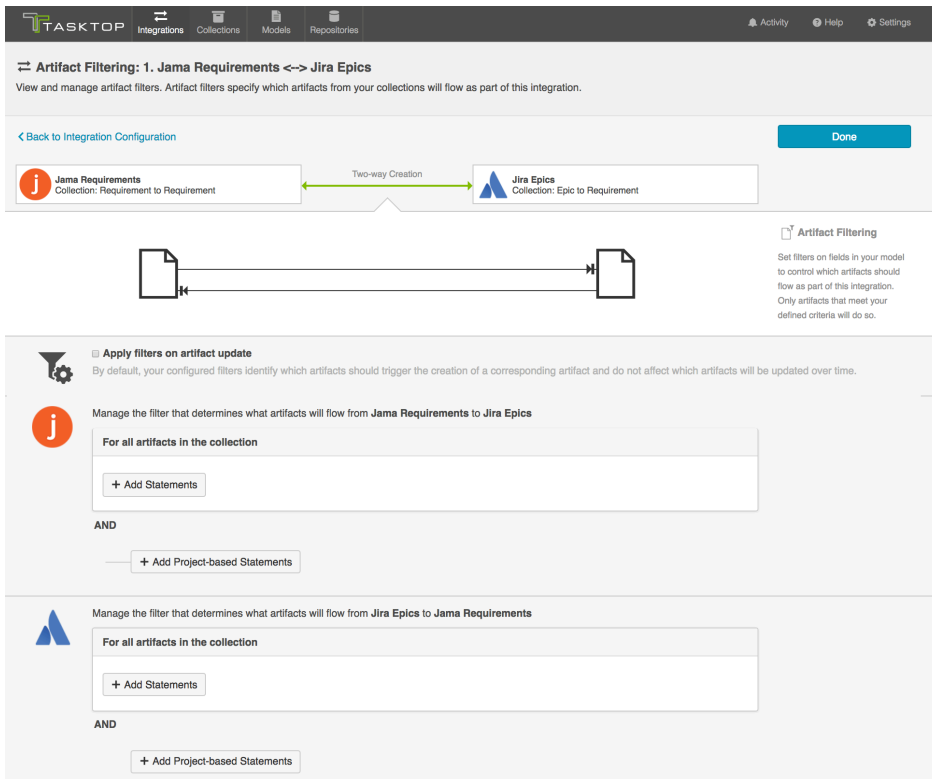 TASKTOP
Integrations
Collections
Models
Repositories
Activity
Help
Settings
Artifact Filtering: 1. Jama Requirements <--> Jira Epics
View and manage artifact filters. Artifact filters specify which artifacts from your collections will flow as part of this integration.
Back to Integration Configuration
Done
j
Jama Requirements
Collection: Requirement to Requirement
Two-way Creation
Jira Epics
Collection: Epic to Requirement
Artifact Filtering
Set filters on fields in your model
to control which artifacts should
flow as part of this integration.
Only artifacts that meet your
defined criteria will do so.
Apply filters on artifact update
By default, your configured filters identify which artifacts should trigger the creation of a corresponding artifact and do not affect which artifacts will be updated over time.
j
Manage the filter that determines what artifacts will flow from Jama Requirements to Jira Epics
For all artifacts in the collection
+ Add Statements
AND
+ Add Project-based Statements
Manage the filter that determines what artifacts will flow from Jira Epics to Jama Requirements
For all artifacts in the collection
+ Add Statements
AND
+ Add Project-based Statements